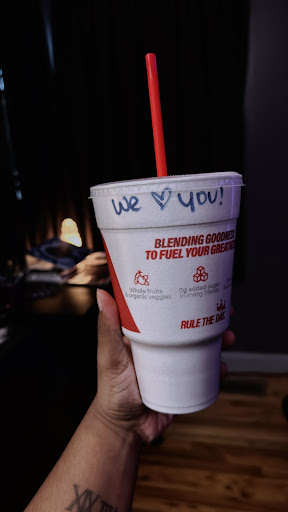 We ♡ you!
BLENDING GOODNESS
TO FUEL YOUR GREATNESS
Whole fruits
& organic veggies
0g added sugar
in many blends
RULE THE DAY
XIX